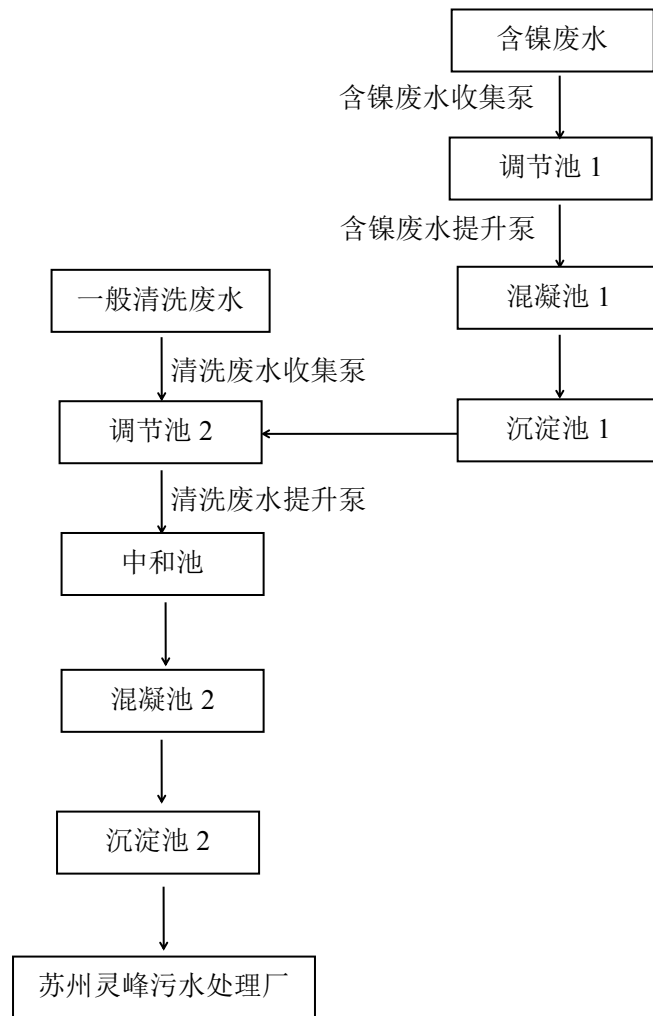 含镍废水
含镍废水收集泵
调节池 1
含镍废水提升泵
混凝池 1
一般清洗废水
清洗废水收集泵
调节池 2
沉淀池 1
清洗废水提升泵
中和池
混凝池 2
沉淀池 2
苏州灵峰污水处理厂